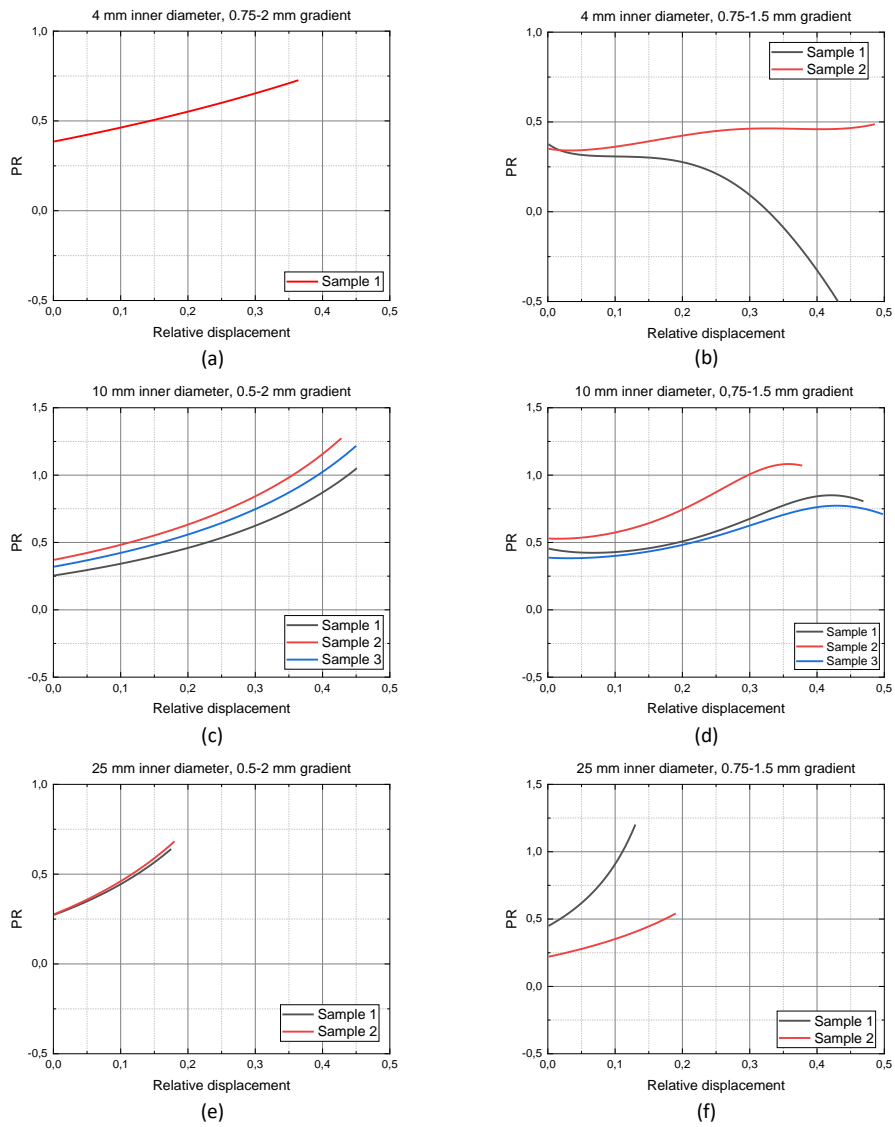 4 mm inner diameter, 0.75-2 mm gradient
1,0
0,5
0,0
-0,5
PR
Sample 1
0,0 0,1 0,2 0,3 0,4 0,5
Relative displacement
(a)
4 mm inner diameter, 0.75-1.5 mm gradient
1,0
0,5
0,0
-0,5
PR
Sample 1
Sample 2
0,0 0,1 0,2 0,3 0,4 0,5
Relative displacement
(b)
10 mm inner diameter, 0.5-2 mm gradient
1,5
1,0
0,5
0,0
-0,5
PR
Sample 1
Sample 2
Sample 3
0,0 0,1 0,2 0,3 0,4 0,5
Relative displacement
(c)
10 mm inner diameter, 0,75-1.5 mm gradient
1,5
1,0
0,5
0,0
-0,5
PR
Sample 1
Sample 2
Sample 3
0,0 0,1 0,2 0,3 0,4 0,5
Relative displacement
(d)
25 mm inner diameter, 0.5-2 mm gradient
1,0
0,5
0,0
-0,5
PR
Sample 1
Sample 2
0,0 0,1 0,2 0,3 0,4 0,5
Relative displacement
(e)
25 mm inner diameter, 0.75-1.5 mm gradient
1,5
1,0
0,5
0,0
-0,5
PR
Sample 1
Sample 2
0,0 0,1 0,2 0,3 0,4 0,5
Relative displacement
(f)